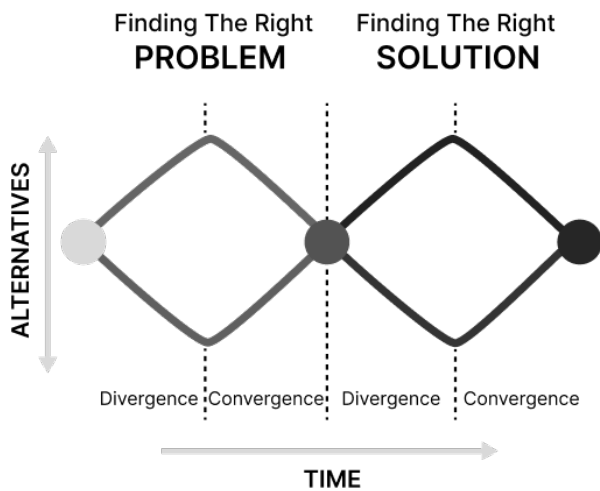 Finding The Right
PROBLEM
Finding The Right
SOLUTION
ALTERNATIVES
Divergence
Convergence
Divergence
Convergence
TIME